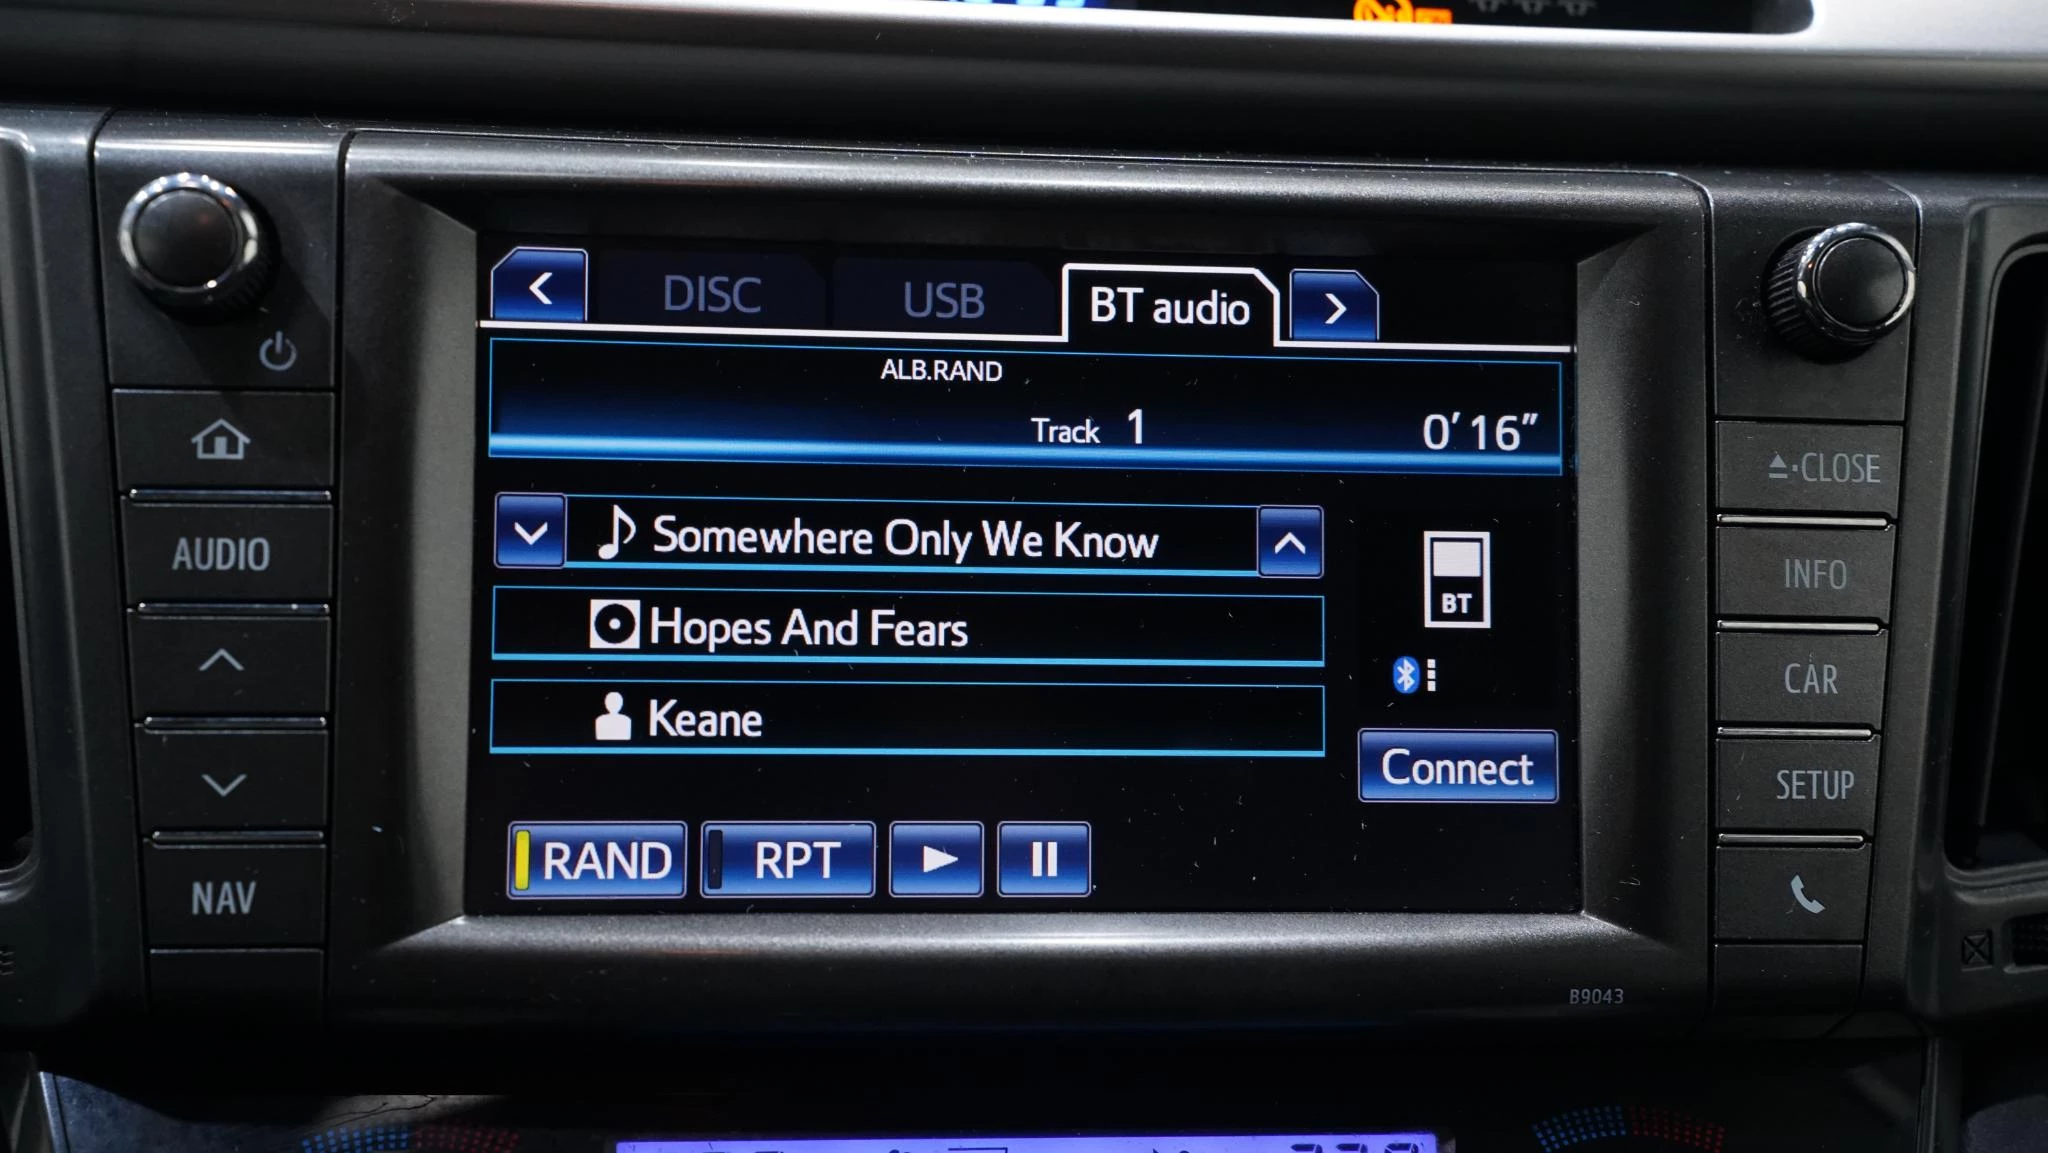 DISC USB BT audio
ALB.RAND
Track 1 0'16"
Somewhere Only We Know
Hopes And Fears
Keane
BT
Connect
RAND RPT
AUDIO
NAV
CLOSE
INFO
CAR
SETUP
B9043